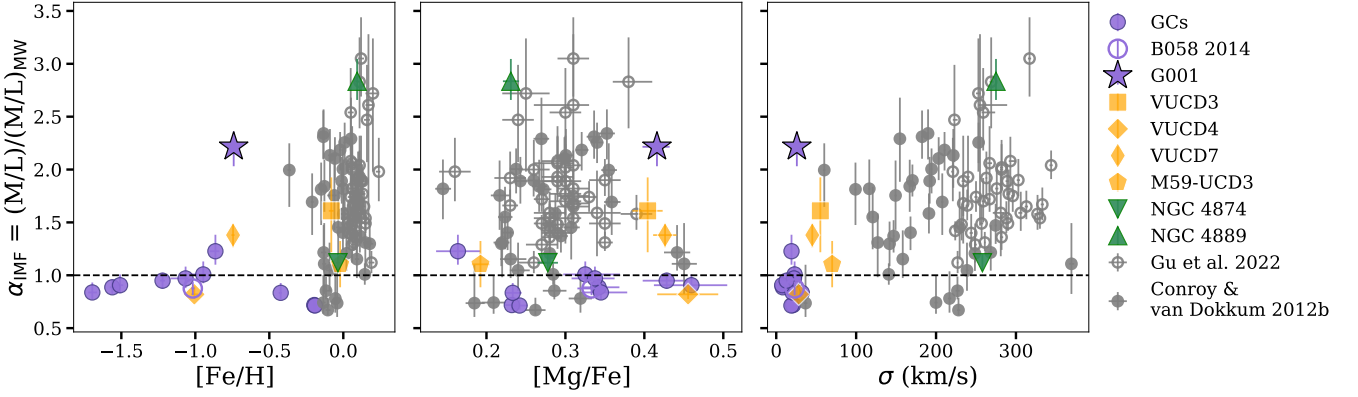 α_IMF = (M/L)/(M/L)_MW
3.5
3.0
2.5
2.0
1.5
1.0
0.5
−1.5 −1.0 −0.5 0.0
[Fe/H]
0.2 0.3 0.4 0.5
[Mg/Fe]
0 100 200 300
σ (km/s)
GCs
B058 2014
G001
VUCD3
VUCD4
VUCD7
M59-UCD3
NGC 4874
NGC 4889
Gu et al. 2022
Conroy &
van Dokkum 2012b